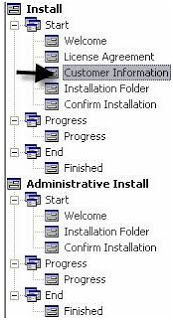 Install
Start
Welcome
License Agreement
Customer Information
Installation Folder
Confirm Installation
Progress
Progress
End
Finished
Administrative Install
Start
Welcome
Installation Folder
Confirm Installation
Progress
Progress
End
Finished